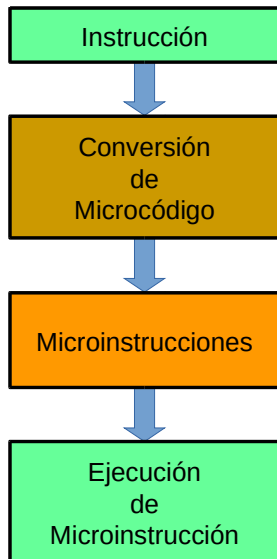 Instrucción
Conversión
de
Microcódigo
Microinstrucciones
Ejecución
de
Microinstrucción